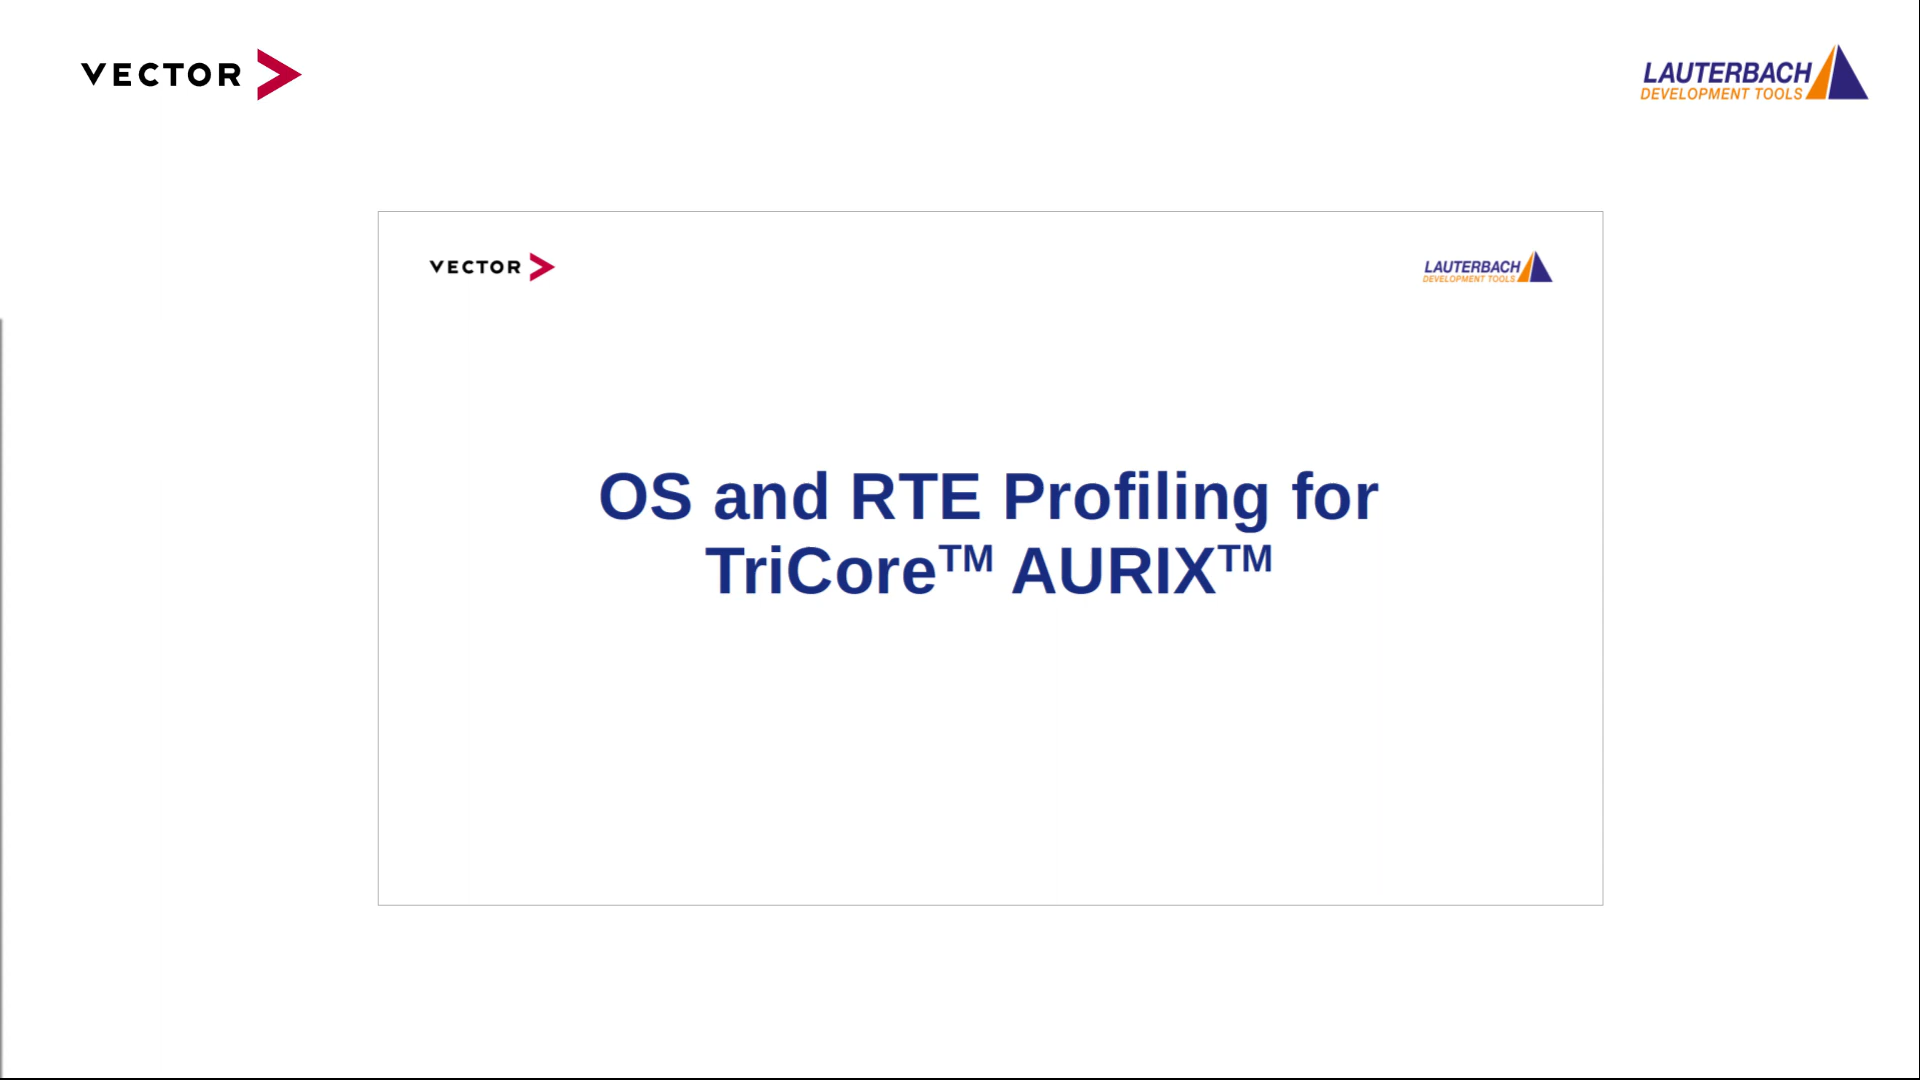 VECTOR
LAUTERBACH
DEVELOPMENT TOOLS
VECTOR
LAUTERBACH
DEVELOPMENT TOOLS
OS and RTE Profiling for
TriCore™ AURIX™